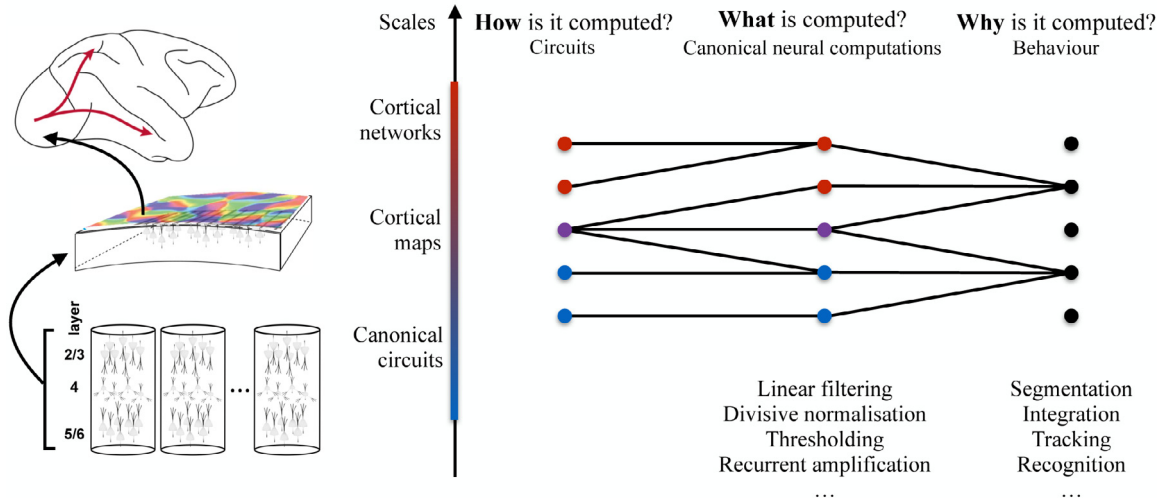 Scales
How is it computed?
Circuits
What is computed?
Canonical neural computations
Why is it computed?
Behaviour
Cortical
networks
Cortical
maps
Canonical
circuits
layer
2/3
4
5/6
...
Linear filtering
Divisive normalisation
Thresholding
Recurrent amplification
...
Segmentation
Integration
Tracking
Recognition
...